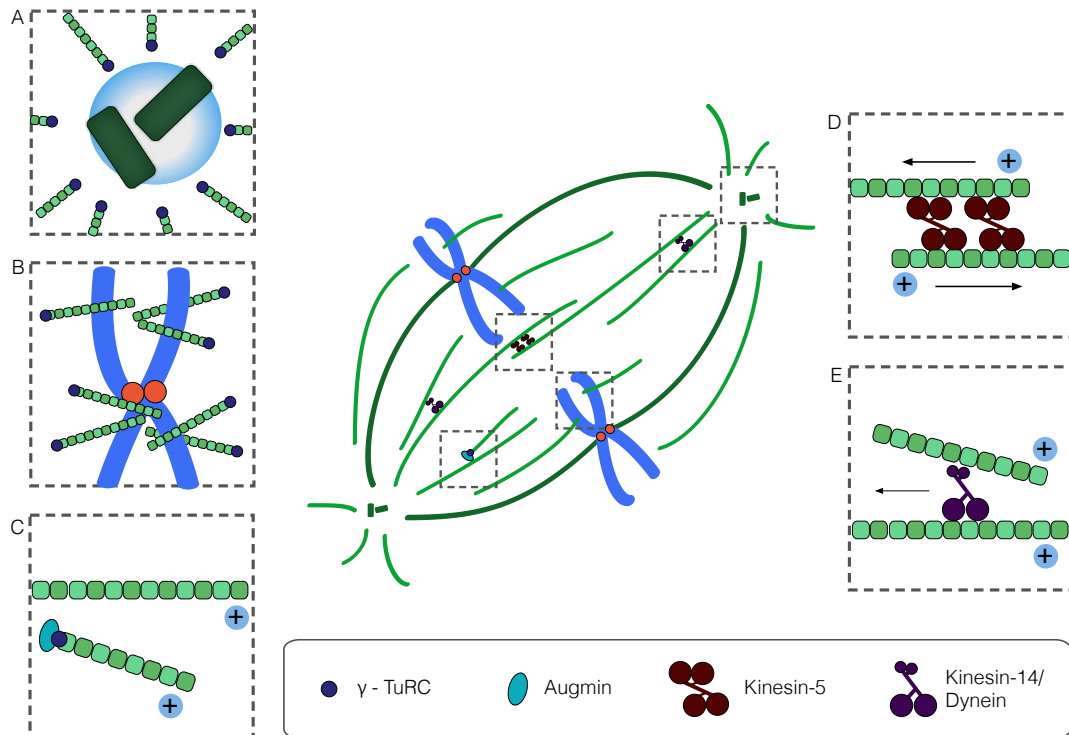 A
B
C
+
+
D
+
+
E
+
+
γ - TuRC
Augmin
Kinesin-5
Kinesin-14/
Dynein